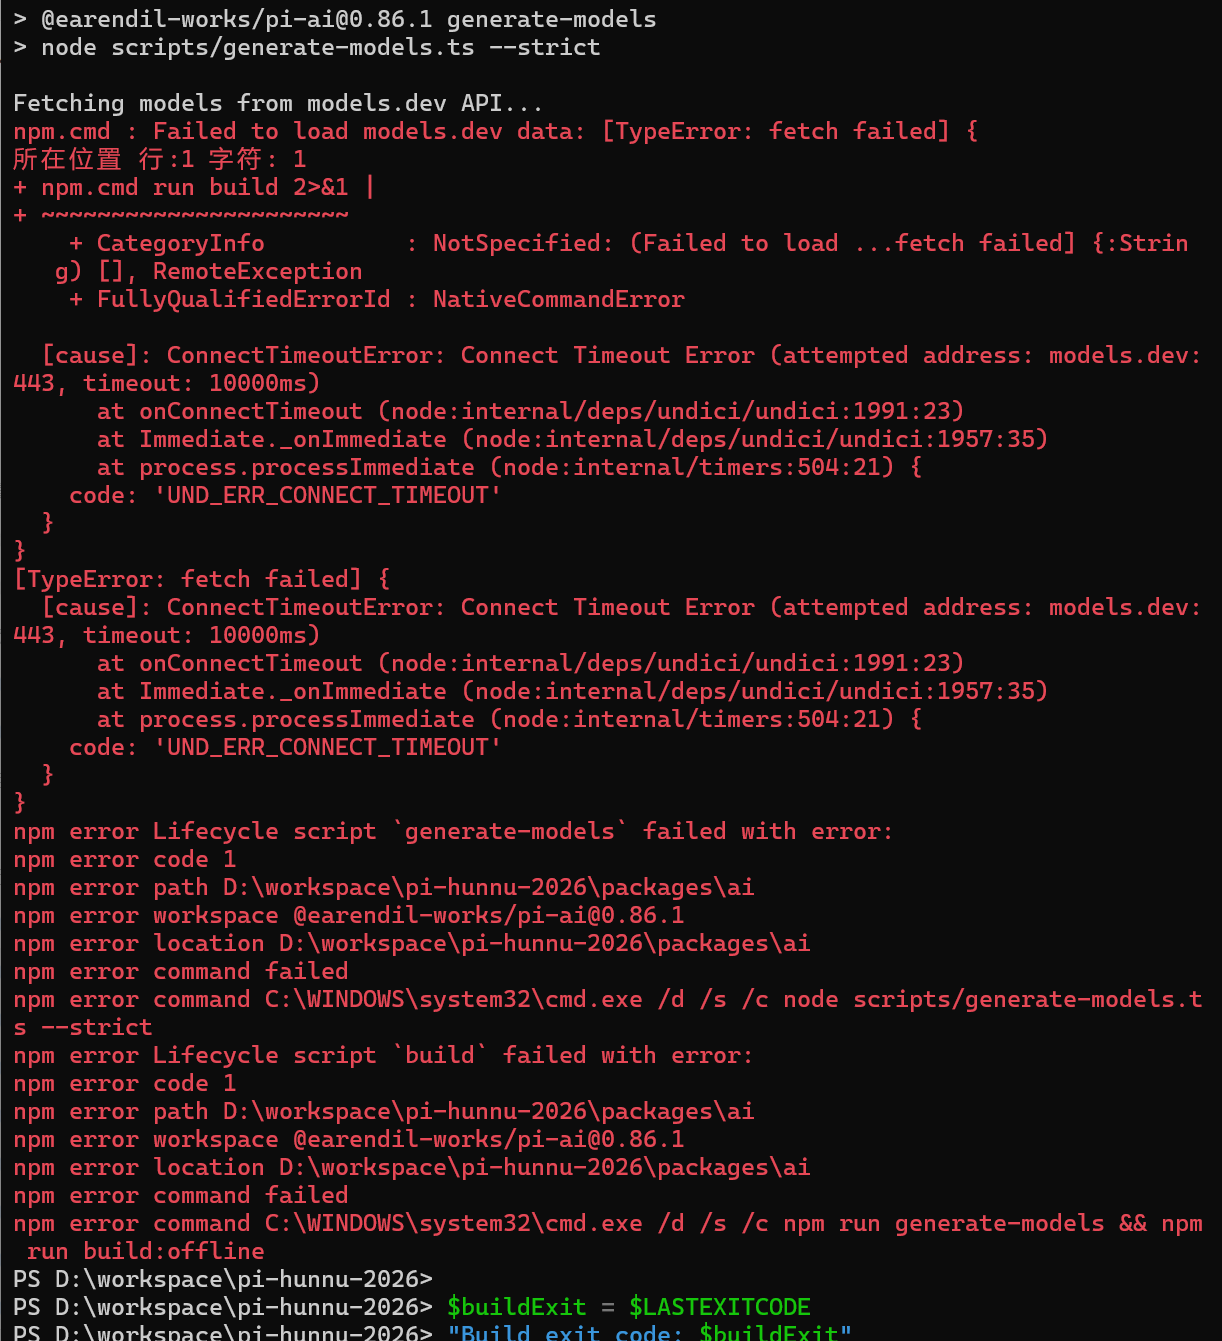 > @earendil-works/pi-ai@0.86.1 generate-models
> node scripts/generate-models.ts --strict
Fetching models from models.dev API...
npm.cmd : Failed to load models.dev data: [TypeError: fetch failed] {
所在位置 行:1 字符: 1
+ npm.cmd run build 2>&1 |
+ ~~~~~~~~~~~~~~~~~~~~~~
    + CategoryInfo          : NotSpecified: (Failed to load ...fetch failed] {:Strin
   g) [], RemoteException
    + FullyQualifiedErrorId : NativeCommandError
  [cause]: ConnectTimeoutError: Connect Timeout Error (attempted address: models.dev:
443, timeout: 10000ms)
      at onConnectTimeout (node:internal/deps/undici/undici:1991:23)
      at Immediate._onImmediate (node:internal/deps/undici/undici:1957:35)
      at process.processImmediate (node:internal/timers:504:21) {
    code: 'UND_ERR_CONNECT_TIMEOUT'
  }
}
[TypeError: fetch failed] {
  [cause]: ConnectTimeoutError: Connect Timeout Error (attempted address: models.dev:
443, timeout: 10000ms)
      at onConnectTimeout (node:internal/deps/undici/undici:1991:23)
      at Immediate._onImmediate (node:internal/deps/undici/undici:1957:35)
      at process.processImmediate (node:internal/timers:504:21) {
    code: 'UND_ERR_CONNECT_TIMEOUT'
  }
}
npm error Lifecycle script `generate-models` failed with error:
npm error code 1
npm error path D:\workspace\pi-hunnu-2026\packages\ai
npm error workspace @earendil-works/pi-ai@0.86.1
npm error location D:\workspace\pi-hunnu-2026\packages\ai
npm error command failed
npm error command C:\WINDOWS\system32\cmd.exe /d /s /c node scripts/generate-models.t
s --strict
npm error Lifecycle script `build` failed with error:
npm error code 1
npm error path D:\workspace\pi-hunnu-2026\packages\ai
npm error workspace @earendil-works/pi-ai@0.86.1
npm error location D:\workspace\pi-hunnu-2026\packages\ai
npm error command failed
npm error command C:\WINDOWS\system32\cmd.exe /d /s /c npm run generate-models && npm
 run build:offline
PS D:\workspace\pi-hunnu-2026>
PS D:\workspace\pi-hunnu-2026> $buildExit = $LASTEXITCODE
PS D:\workspace\pi-hunnu-2026> "Build exit code: $buildExit"